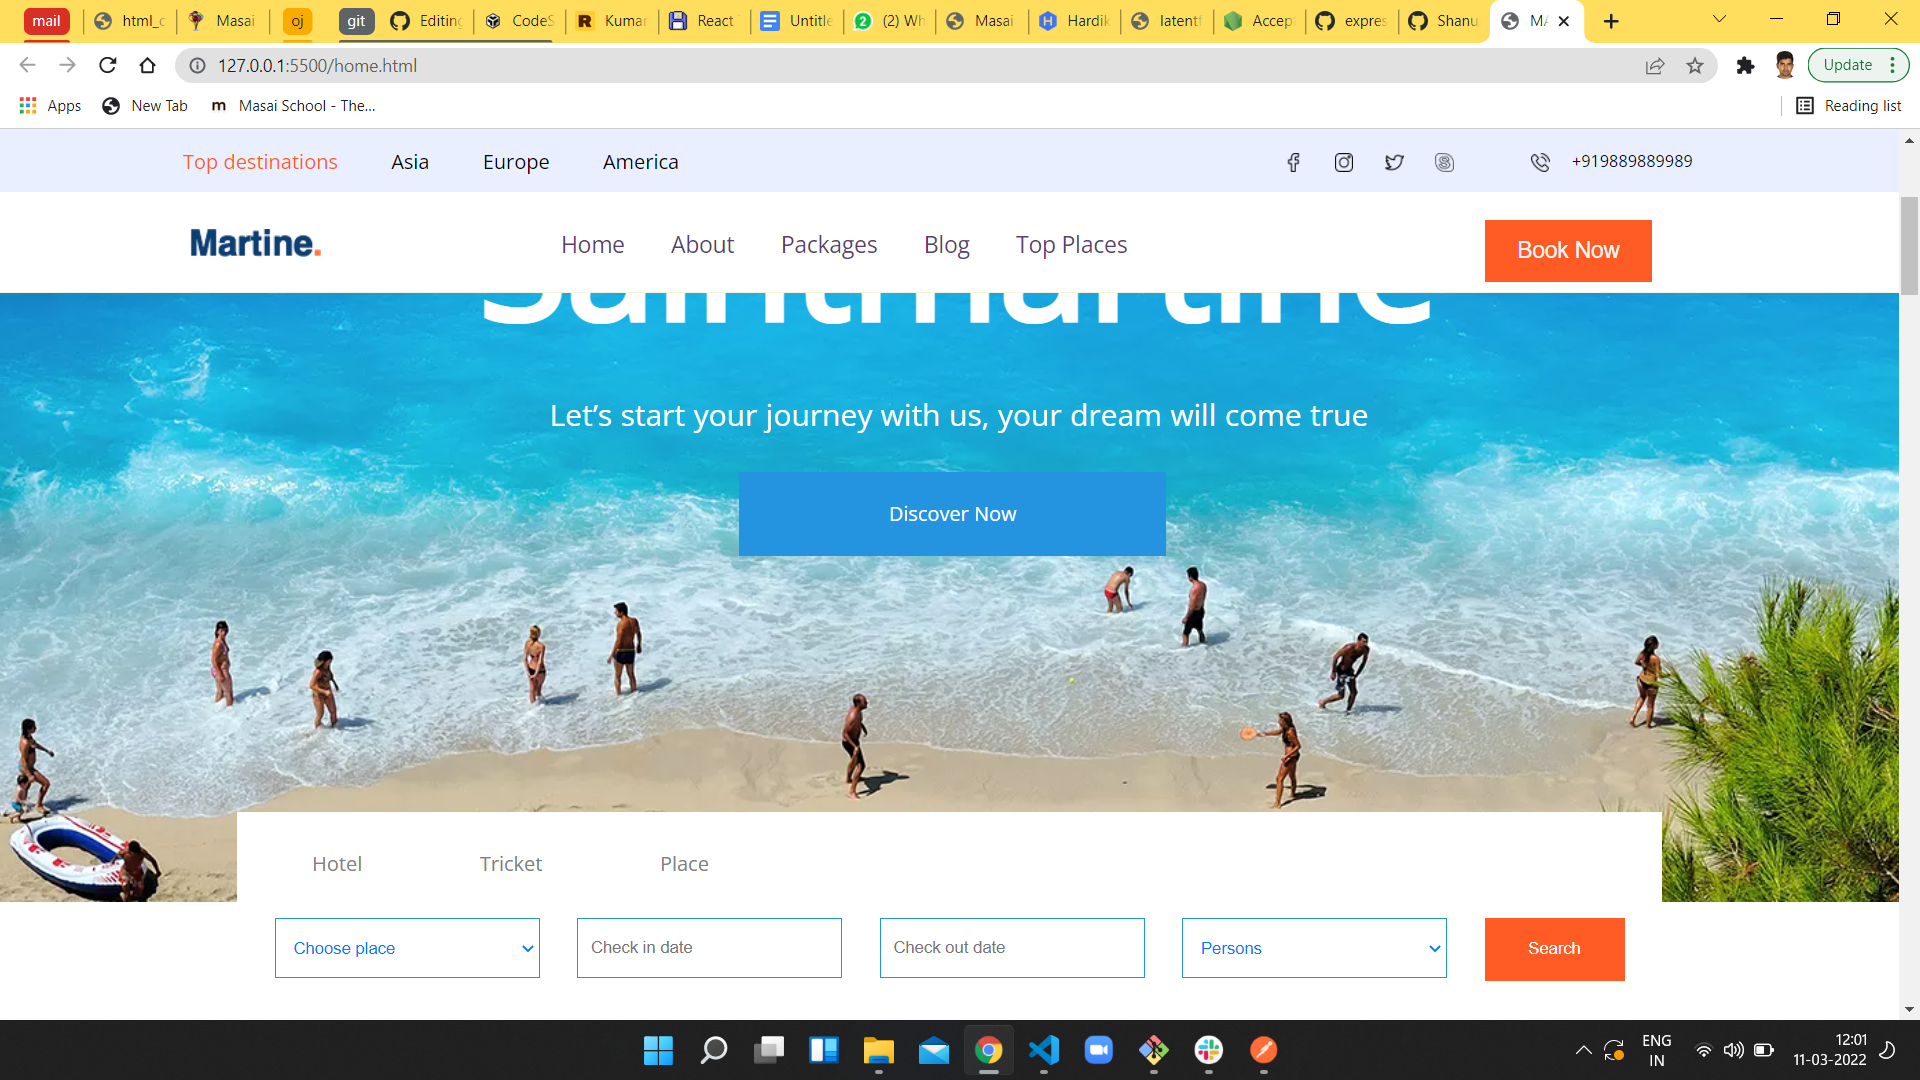 mail html_c Masai oj git Editing CodeS Kumar React Untitle (2) Wh Masai Hardik latentf Accep expres Shanu MA
127.0.0.1:5500/home.html Update
Apps New Tab m Masai School - The... Reading list
Top destinations Asia Europe America +919889889989
Martine. Home About Packages Blog Top Places Book Now
Saintmartine
Let’s start your journey with us, your dream will come true
Discover Now
Hotel Tricket Place
Choose place Check in date Check out date Persons Search
ENG 12:01
IN 11-03-2022